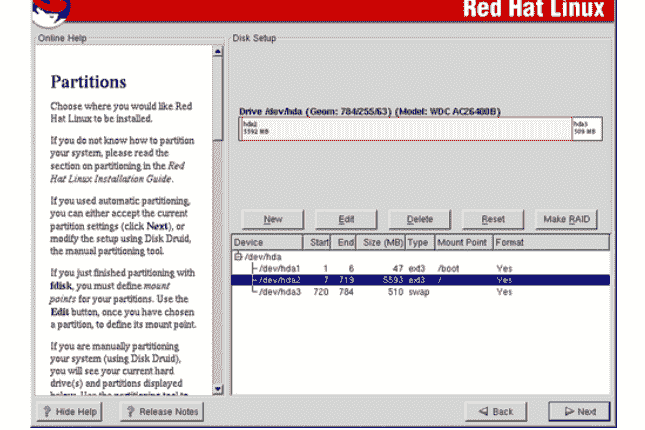 Red Hat Linux
Online Help
Disk Setup
Partitions
Choose where you would like Red
Hat Linux to be installed.
If you do not know how to partition
your system, please read the
section on partitioning in the Red
Hat Linux Installation Guide.
If you used automatic partitioning,
you can either accept the current
partition settings (click Next), or
modify the setup using Disk Druid,
the manual partitioning tool.
If you just finished partitioning with
fdisk, you must define mount
points for your partitions. Use the
Edit button, once you have chosen
a partition, to define its mount point.
If you are manually partitioning
your system (using Disk Druid),
you will see your current hard
drive(s) and partitions displayed
below. Use the partitioning tool to
Drive /dev/hda (Geom: 784/255/63) (Model: WDC AC26400B)
hda2
5592 MB
hda3
509 MB
New Edit Delete Reset Make RAID
Device Start End Size (MB) Type Mount Point Format
/dev/hda
/dev/hda1 1 6 47 ext3 /boot Yes
/dev/hda2 7 719 5593 ext3 / Yes
/dev/hda3 720 784 510 swap Yes
Hide Help Release Notes Back Next